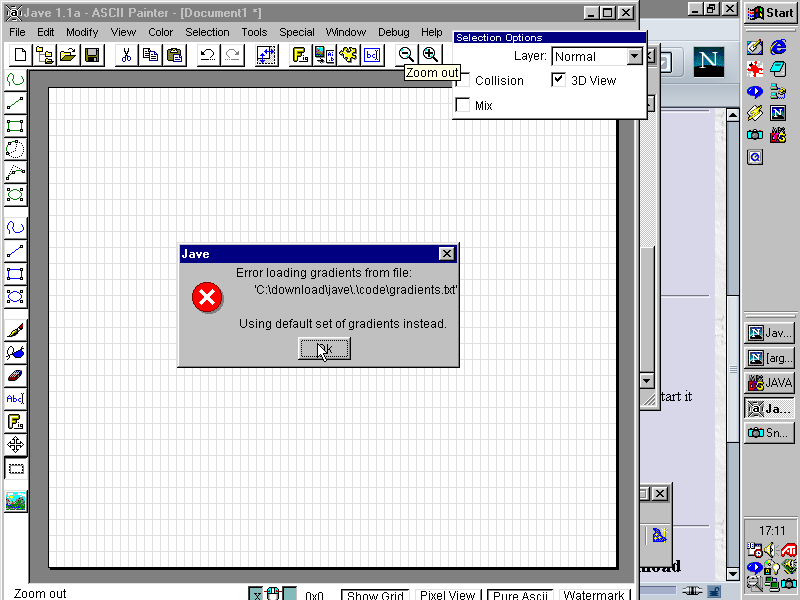 Jave 1.1a - ASCII Painter - [Document1 *]
Start
File Edit Modify View Color Selection Tools Special Window Debug Help
Selection Options
Layer: Normal
Zoom out
Collision
3D View
Mix
N
Jave
Error loading gradients from file:
'C:\download\jave\.\code\gradients.txt'
Using default set of gradients instead.
Abc
Jav...
[arg...
JAVA
Ja...
Sn...
tart it
17:11
Zoom out
0x0
Show Grid
Pixel View
Pure Ascii
Watermark